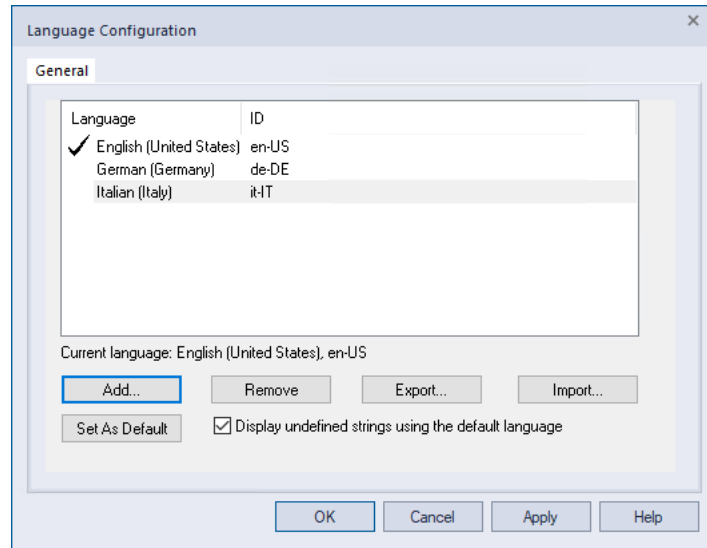 Language Configuration
General
Language ID
English (United States) en-US
German (Germany) de-DE
Italian (Italy) it-IT
Current language: English (United States), en-US
Add... Remove Export... Import...
Set As Default Display undefined strings using the default language
OK Cancel Apply Help